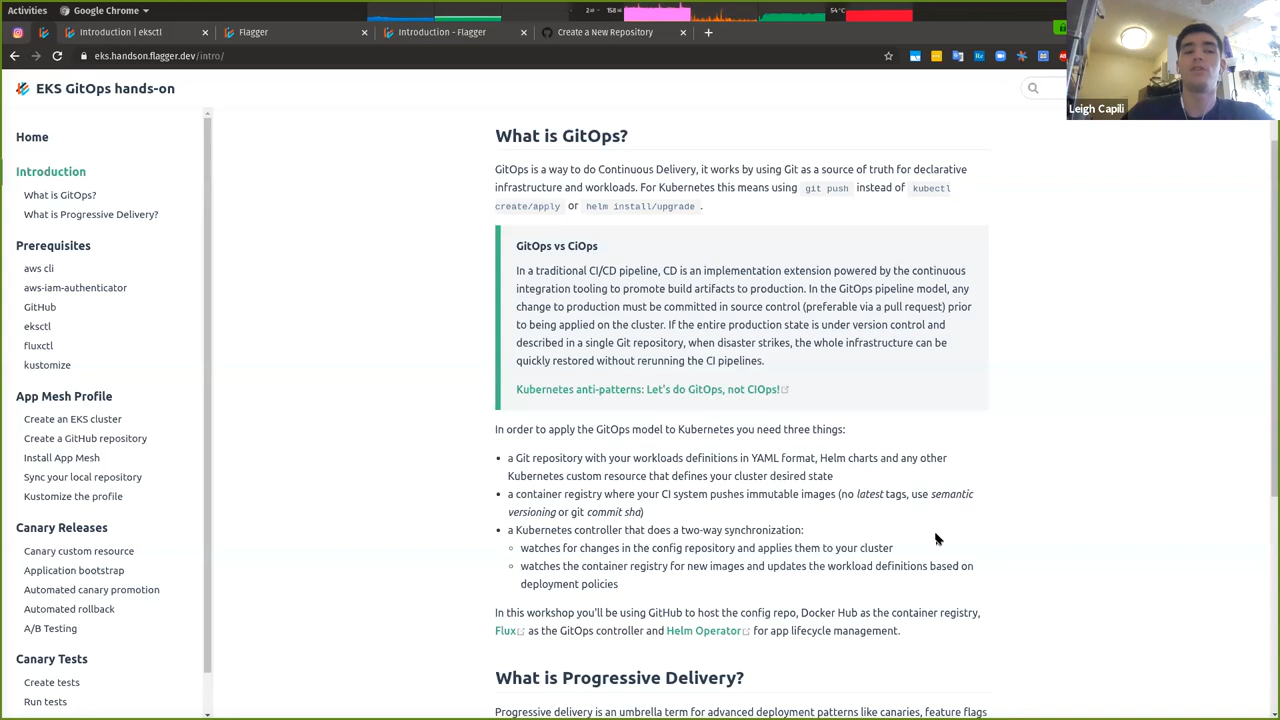 Activities
Google Chrome
54°C
Introduction | eksctl
Flagger
Introduction - Flagger
Create a New Repository
eks.handson.flagger.dev/intro/
EKS GitOps hands-on
Leigh Capili
Home
Introduction
What is GitOps?
What is Progressive Delivery?
Prerequisites
aws cli
aws-iam-authenticator
GitHub
eksctl
fluxctl
kustomize
App Mesh Profile
Create an EKS cluster
Create a GitHub repository
Install App Mesh
Sync your local repository
Kustomize the profile
Canary Releases
Canary custom resource
Application bootstrap
Automated canary promotion
Automated rollback
A/B Testing
Canary Tests
Create tests
Run tests
What is GitOps?
GitOps is a way to do Continuous Delivery, it works by using Git as a source of truth for declarative
infrastructure and workloads. For Kubernetes this means using git push instead of kubectl
create/apply or helm install/upgrade .
GitOps vs CiOps
In a traditional CI/CD pipeline, CD is an implementation extension powered by the continuous
integration tooling to promote build artifacts to production. In the GitOps pipeline model, any
change to production must be committed in source control (preferable via a pull request) prior
to being applied on the cluster. If the entire production state is under version control and
described in a single Git repository, when disaster strikes, the whole infrastructure can be
quickly restored without rerunning the CI pipelines.
Kubernetes anti-patterns: Let's do GitOps, not CIOps!
In order to apply the GitOps model to Kubernetes you need three things:
• a Git repository with your workloads definitions in YAML format, Helm charts and any other
Kubernetes custom resource that defines your cluster desired state
• a container registry where your CI system pushes immutable images (no latest tags, use semantic
versioning or git commit sha)
• a Kubernetes controller that does a two-way synchronization:
◦ watches for changes in the config repository and applies them to your cluster
◦ watches the container registry for new images and updates the workload definitions based on
deployment policies
In this workshop you'll be using GitHub to host the config repo, Docker Hub as the container registry,
Flux as the GitOps controller and Helm Operator for app lifecycle management.
What is Progressive Delivery?
Progressive delivery is an umbrella term for advanced deployment patterns like canaries, feature flags